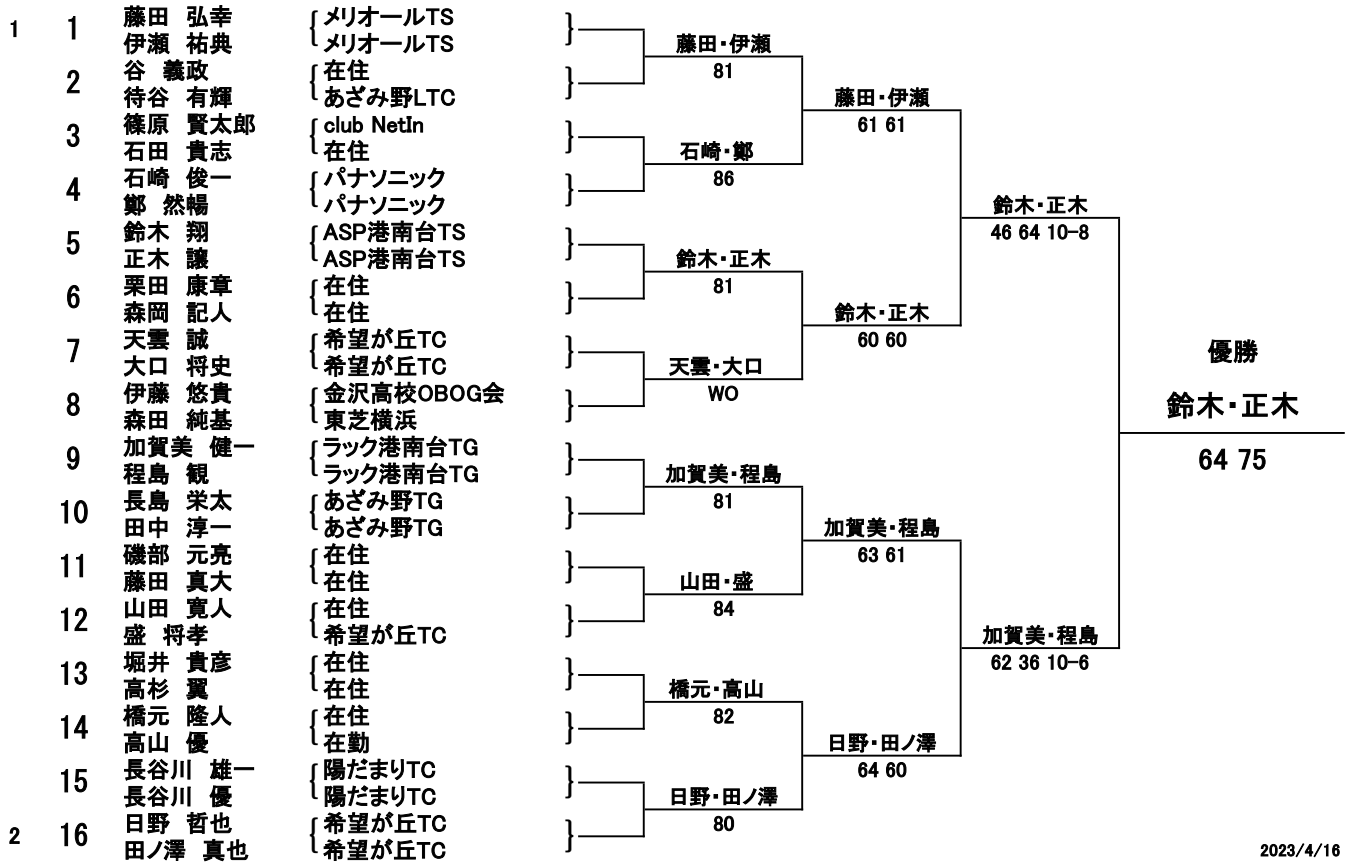 1 1 藤田 弘幸 メリオールTS
伊瀬 祐典 メリオールTS
藤田・伊瀬
81
2 谷 義政 在住
待谷 有輝 あざみ野LTC
藤田・伊瀬
61 61
3 篠原 賢太郎 club NetIn
石田 貴志 在住
石崎・鄭
86
4 石崎 俊一 パナソニック
鄭 然暢 パナソニック
鈴木・正木
46 64 10-8
5 鈴木 翔 ASP港南台TS
正木 譲 ASP港南台TS
鈴木・正木
81
6 栗田 康章 在住
森岡 記人 在住
鈴木・正木
60 60
7 天雲 誠 希望が丘TC
大口 将史 希望が丘TC
天雲・大口
WO
8 伊藤 悠貴 金沢高校OBOG会
森田 純基 東芝横浜
優勝
鈴木・正木
64 75
9 加賀美 健一 ラック港南台TG
程島 観 ラック港南台TG
加賀美・程島
81
10 長島 栄太 あざみ野TG
田中 淳一 あざみ野TG
加賀美・程島
63 61
11 磯部 元亮 在住
藤田 真大 在住
山田・盛
84
12 山田 寛人 在住
盛 将孝 希望が丘TC
加賀美・程島
62 36 10-6
13 堀井 貴彦 在住
高杉 翼 在住
橋元・高山
82
14 橋元 隆人 在住
高山 優 在勤
日野・田ノ澤
64 60
15 長谷川 雄一 陽だまりTC
長谷川 優 陽だまりTC
日野・田ノ澤
80
2 16 日野 哲也 希望が丘TC
田ノ澤 真也 希望が丘TC
2023/4/16